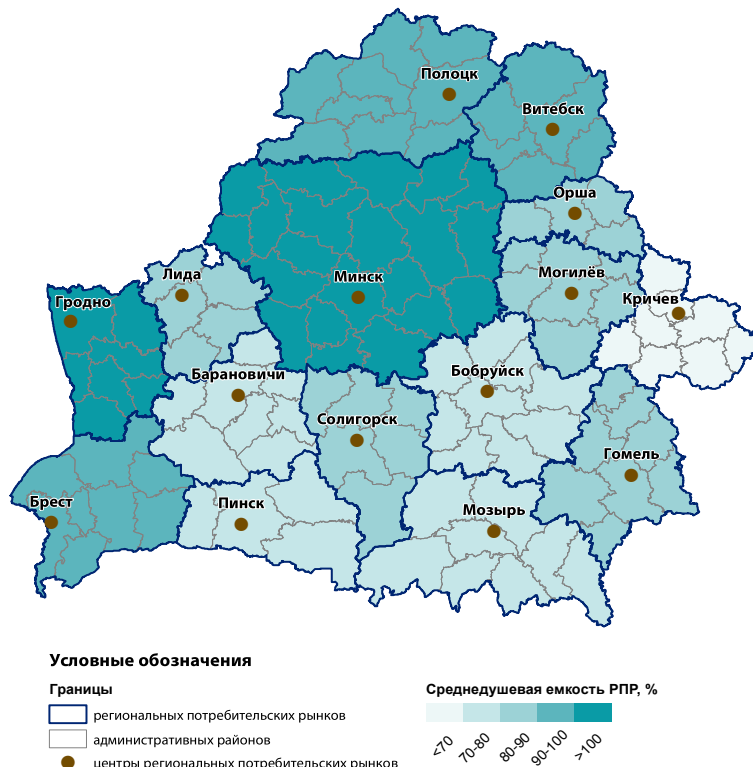 Полоцк
Витебск
Орша
Лида
Минск
Могилёв
Гродно
Кричев
Барановичи
Бобруйск
Солигорск
Гомель
Брест
Пинск
Мозырь
Условные обозначения
Границы
региональных потребительских рынков
административных районов
центры региональных потребительских рынков
Среднедушевая емкость РПР, %
<70
70-80
80-90
90-100
>100